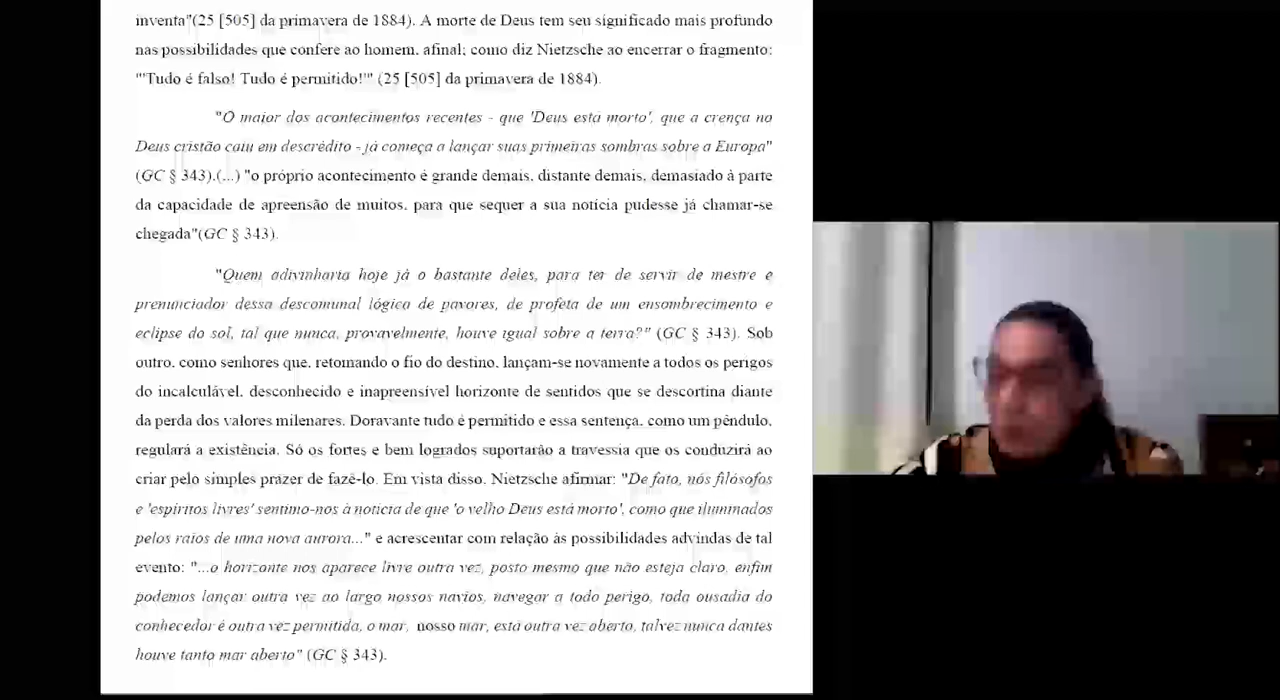 inventa"(25 [505] da primavera de 1884). A morte de Deus tem seu significado mais profundo
nas possibilidades que confere ao homem, afinal; como diz Nietzsche ao encerrar o fragmento:
"'Tudo é falso! Tudo é permitido!'" (25 [505] da primavera de 1884).
"O maior dos acontecimentos recentes - que 'Deus está morto', que a crença no
Deus cristão caiu em descrédito - já começa a lançar suas primeiras sombras sobre a Europa"
(GC § 343).(...) "o próprio acontecimento é grande demais, distante demais, demasiado à parte
da capacidade de apreensão de muitos, para que sequer a sua notícia pudesse já chamar-se
chegada"(GC § 343).
"Quem adivinharia hoje já o bastante deles, para ter de servir de mestre e
prenunciador dessa descomunal lógica de pavores, de profeta de um ensombrecimento e
eclipse do sol, tal que nunca, provavelmente, houve igual sobre a terra?" (GC § 343). Sob
outro, como senhores que, retomando o fio do destino, lançam-se novamente a todos os perigos
do incalculável, desconhecido e inapreensível horizonte de sentidos que se descortina diante
da perda dos valores milenares. Doravante tudo é permitido e essa sentença, como um pêndulo,
regulará a existência. Só os fortes e bem logrados suportarão a travessia que os conduzirá ao
criar pelo simples prazer de fazê-lo. Em vista disso, Nietzsche afirmar: "De fato, nós filósofos
e 'espíritos livres' sentimo-nos à notícia de que 'o velho Deus está morto', como que iluminados
pelos raios de uma nova aurora..." e acrescentar com relação às possibilidades advindas de tal
evento: "...o horizonte nos aparece livre outra vez, posto mesmo que não esteja claro, enfim
podemos lançar outra vez ao largo nossos navios, navegar a todo perigo, toda ousadia do
conhecedor é outra vez permitida, o mar, nosso mar, está outra vez aberto, talvez nunca dantes
houve tanto mar aberto" (GC § 343).